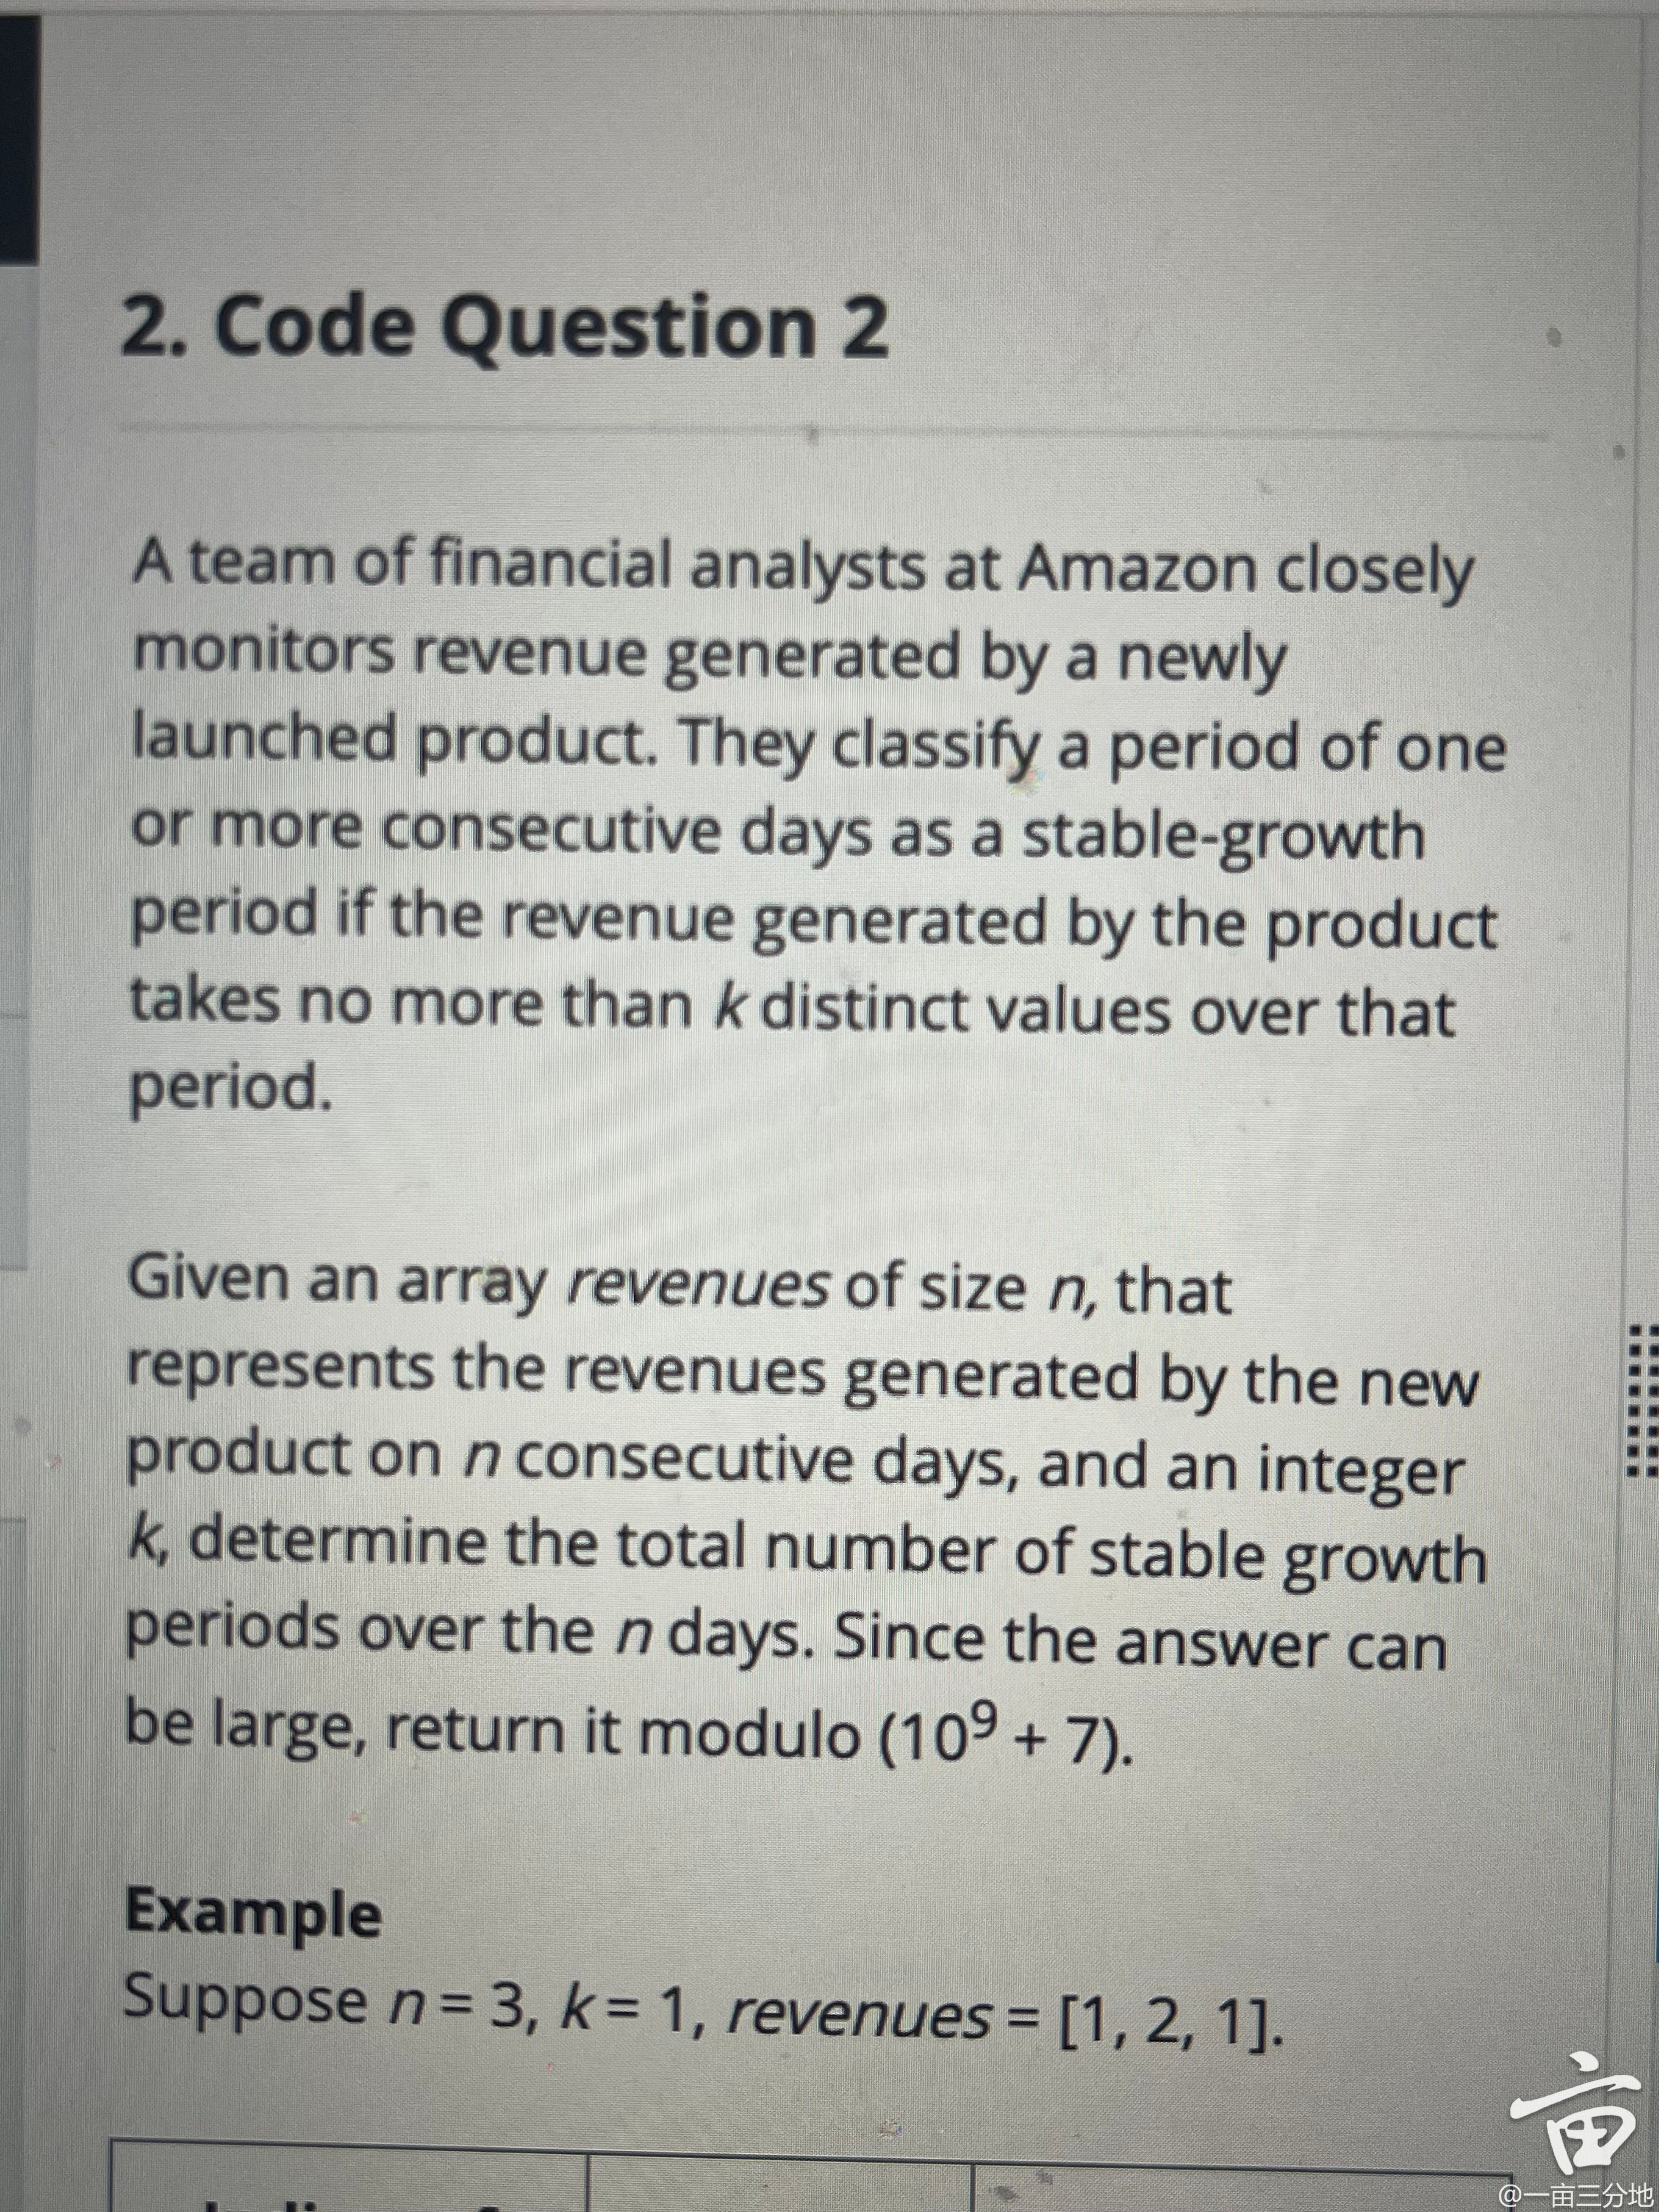 2. Code Question 2
A team of financial analysts at Amazon closely
monitors revenue generated by a newly
launched product. They classify a period of one
or more consecutive days as a stable-growth
period if the revenue generated by the product
takes no more than k distinct values over that
period.
Given an array revenues of size n, that
represents the revenues generated by the new
product on n consecutive days, and an integer
k, determine the total number of stable growth
periods over the n days. Since the answer can
be large, return it modulo (10⁹ + 7).
Example
Suppose n = 3, k = 1, revenues = [1, 2, 1].
亩
@一亩三分地